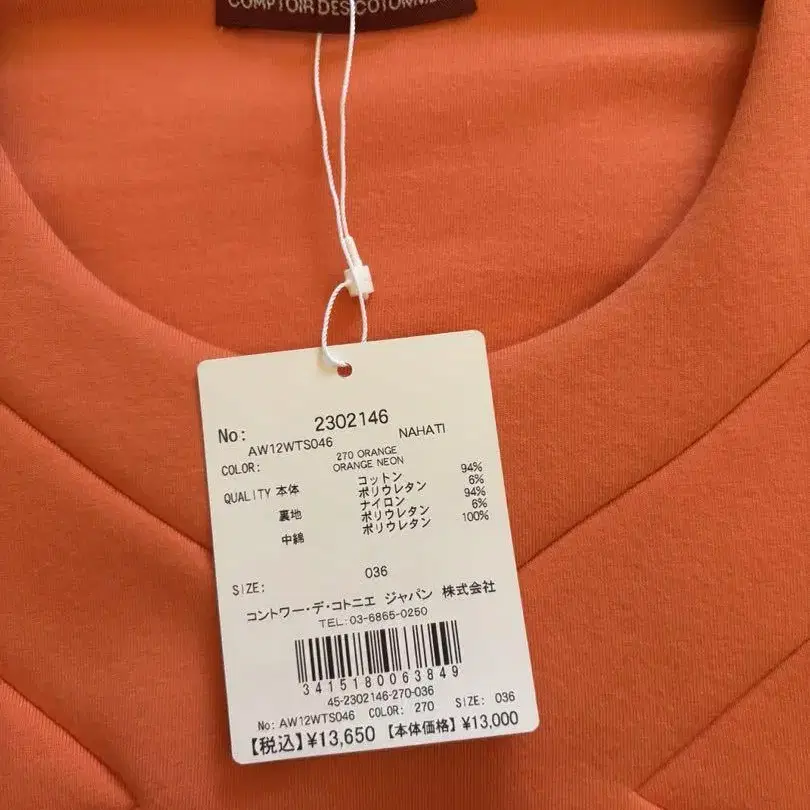 COMPTOIR DES COTONNIE
No: 2302146
AW12WTS046 NAHATI
COLOR: 270 ORANGE
ORANGE NEON
QUALITY 本体 コットン 94%
ポリウレタン 6%
裏地 ナイロン 94%
ポリウレタン 6%
中綿 ポリウレタン 100%
SIZE: 036
コントワー・デ・コトニエ ジャパン 株式会社
TEL:03-6865-0250
3415180063849
45-2302146-270-036
No: AW12WTS046 COLOR: 270 SIZE: 036
【税込】¥13,650 【本体価格】¥13,000